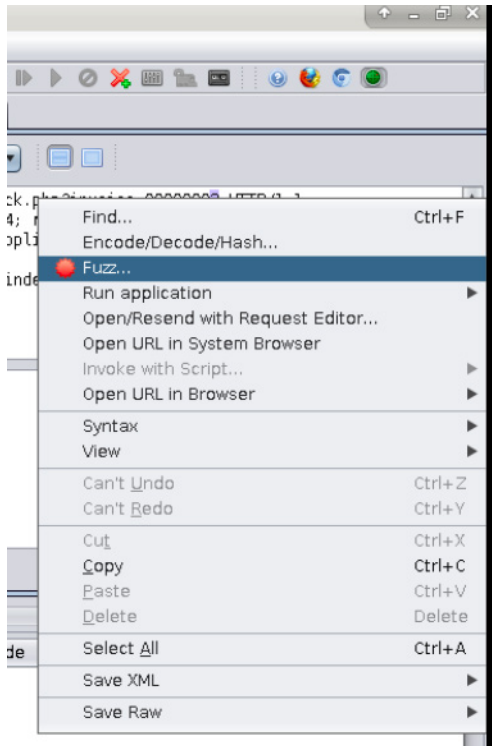 Find... Ctrl+F
Encode/Decode/Hash...
Fuzz...
Run application
Open/Resend with Request Editor...
Open URL in System Browser
Invoke with Script...
Open URL in Browser
Syntax
View
Can't Undo Ctrl+Z
Can't Redo Ctrl+Y
Cut Ctrl+X
Copy Ctrl+C
Paste Ctrl+V
Delete Delete
Select All Ctrl+A
de
Save XML
Save Raw